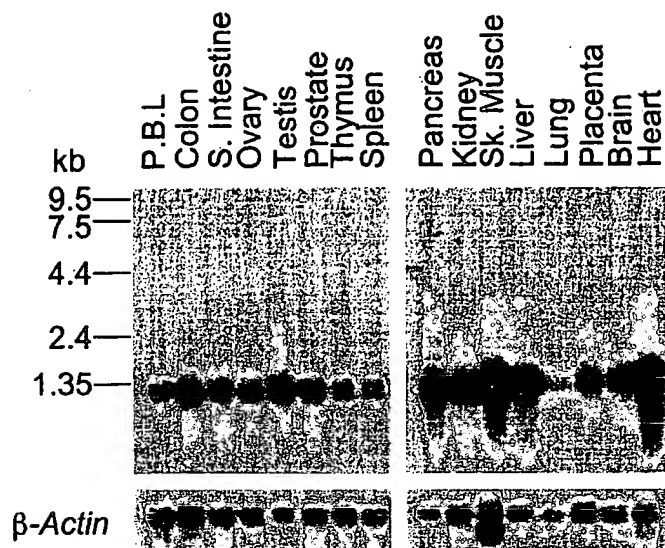 P.B.L
Colon
S. Intestine
Ovary
Testis
Prostate
Thymus
Spleen
Pancreas
Kidney
Sk. Muscle
Liver
Lung
Placenta
Brain
Heart
kb
9.5
7.5
4.4
2.4
1.35
β-Actin